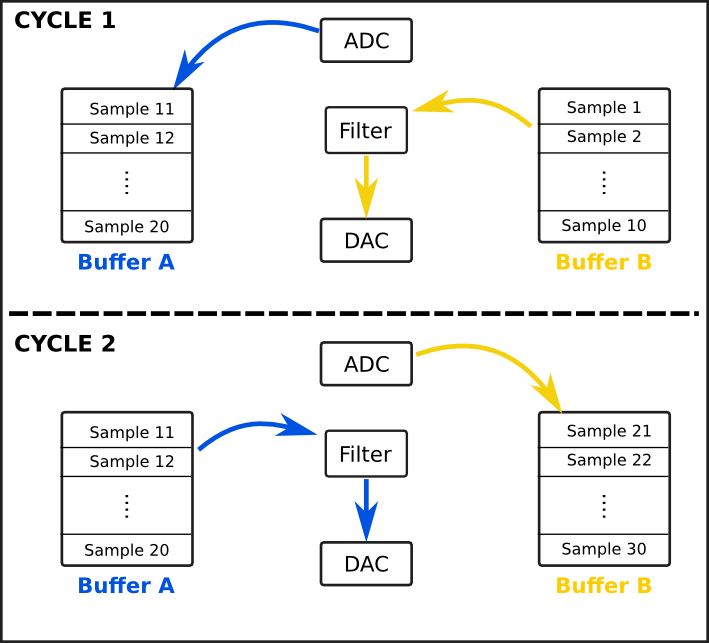 CYCLE 1
ADC
Sample 11
Sample 12
Sample 20
Buffer A
Filter
DAC
Sample 1
Sample 2
Sample 10
Buffer B
CYCLE 2
ADC
Sample 11
Sample 12
Sample 20
Buffer A
Filter
DAC
Sample 21
Sample 22
Sample 30
Buffer B